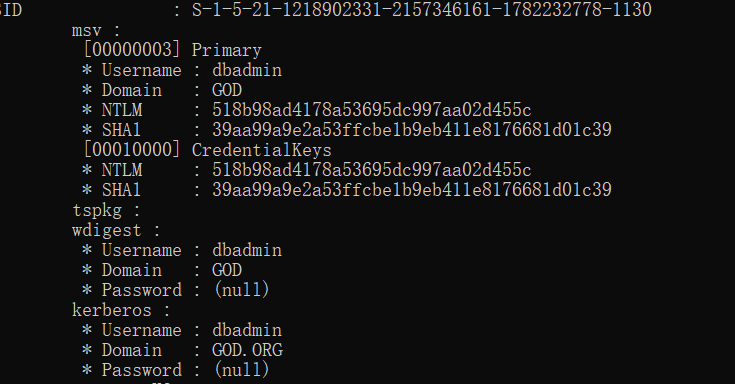 SID : S-1-5-21-1218902331-2157346161-1782232778-1130
msv :
[00000003] Primary
* Username : dbadmin
* Domain : GOD
* NTLM : 518b98ad4178a53695dc997aa02d455c
* SHA1 : 39aa99a9e2a53ffcbe1b9eb411e8176681d01c39
[00010000] CredentialKeys
* NTLM : 518b98ad4178a53695dc997aa02d455c
* SHA1 : 39aa99a9e2a53ffcbe1b9eb411e8176681d01c39
tspkg :
wdigest :
* Username : dbadmin
* Domain : GOD
* Password : (null)
kerberos :
* Username : dbadmin
* Domain : GOD.ORG
* Password : (null)